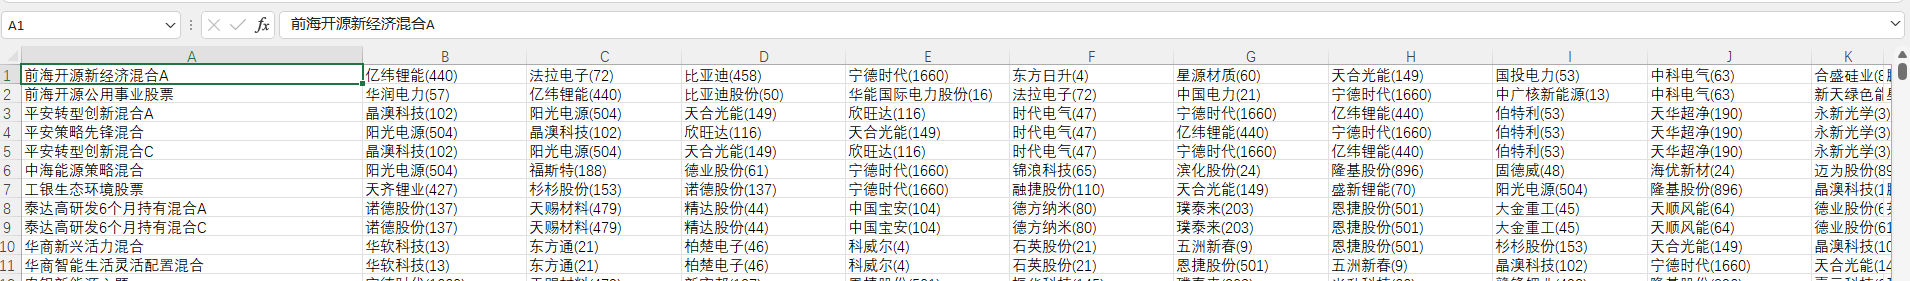 A1 fx 前海开源新经济混合A
A B C D E F G H I J K
1 前海开源新经济混合A 亿纬锂能(440) 法拉电子(72) 比亚迪(458) 宁德时代(1660) 东方日升(4) 星源材质(60) 天合光能(149) 国投电力(53) 中科电气(63) 合盛硅业(
2 前海开源公用事业股票 华润电力(57) 亿纬锂能(440) 比亚迪股份(50) 华能国际电力股份(16) 法拉电子(72) 中国电力(21) 宁德时代(1660) 中广核新能源(13) 中科电气(63) 新天绿色能
3 平安转型创新混合A 晶澳科技(102) 阳光电源(504) 天合光能(149) 欣旺达(116) 时代电气(47) 宁德时代(1660) 亿纬锂能(440) 伯特利(53) 天华超净(190) 永新光学(3)
4 平安策略先锋混合 阳光电源(504) 晶澳科技(102) 欣旺达(116) 天合光能(149) 时代电气(47) 亿纬锂能(440) 宁德时代(1660) 伯特利(53) 天华超净(190) 永新光学(3)
5 平安转型创新混合C 晶澳科技(102) 阳光电源(504) 天合光能(149) 欣旺达(116) 时代电气(47) 宁德时代(1660) 亿纬锂能(440) 伯特利(53) 天华超净(190) 永新光学(3)
6 中海能源策略混合 阳光电源(504) 福斯特(188) 德业股份(61) 宁德时代(1660) 锦浪科技(65) 滨化股份(24) 隆基股份(896) 固德威(48) 海优新材(24) 迈为股份(89
7 工银生态环境股票 天齐锂业(427) 杉杉股份(153) 诺德股份(137) 宁德时代(1660) 融捷股份(110) 天合光能(149) 盛新锂能(70) 阳光电源(504) 隆基股份(896) 晶澳科技(1
8 泰达高研发6个月持有混合A 诺德股份(137) 天赐材料(479) 精达股份(44) 中国宝安(104) 德方纳米(80) 璞泰来(203) 恩捷股份(501) 大金重工(45) 天顺风能(64) 德业股份(6
9 泰达高研发6个月持有混合C 诺德股份(137) 天赐材料(479) 精达股份(44) 中国宝安(104) 德方纳米(80) 璞泰来(203) 恩捷股份(501) 大金重工(45) 天顺风能(64) 德业股份(61
10 华商新兴活力混合 华软科技(13) 东方通(21) 柏楚电子(46) 科威尔(4) 石英股份(21) 五洲新春(9) 恩捷股份(501) 杉杉股份(153) 天合光能(149) 晶澳科技(10
11 华商智能生活灵活配置混合 华软科技(13) 东方通(21) 柏楚电子(46) 科威尔(4) 石英股份(21) 恩捷股份(501) 五洲新春(9) 晶澳科技(102) 宁德时代(1660) 天合光能(14